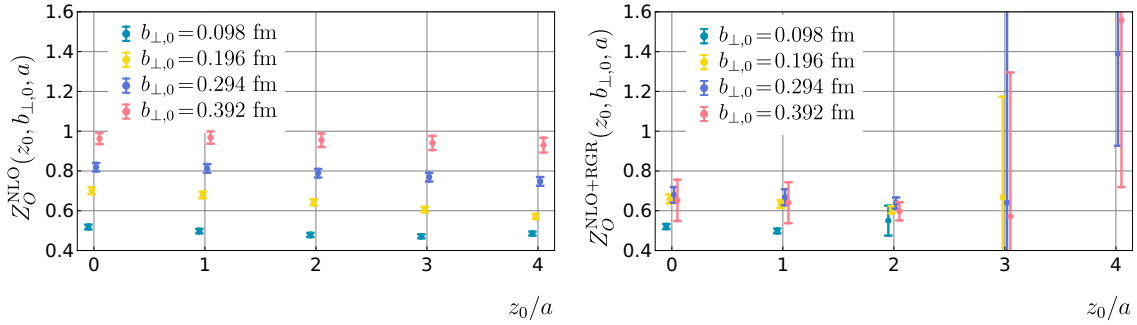 Z_O^NLO(z_0, b_⊥,0, a)
1.6
1.4
1.2
1
0.8
0.6
0.4
b_⊥,0=0.098 fm
b_⊥,0=0.196 fm
b_⊥,0=0.294 fm
b_⊥,0=0.392 fm
0 1 2 3 4
z_0/a
Z_O^NLO+RGR(z_0, b_⊥,0, a)
1.6
1.4
1.2
1
0.8
0.6
0.4
b_⊥,0=0.098 fm
b_⊥,0=0.196 fm
b_⊥,0=0.294 fm
b_⊥,0=0.392 fm
0 1 2 3 4
z_0/a